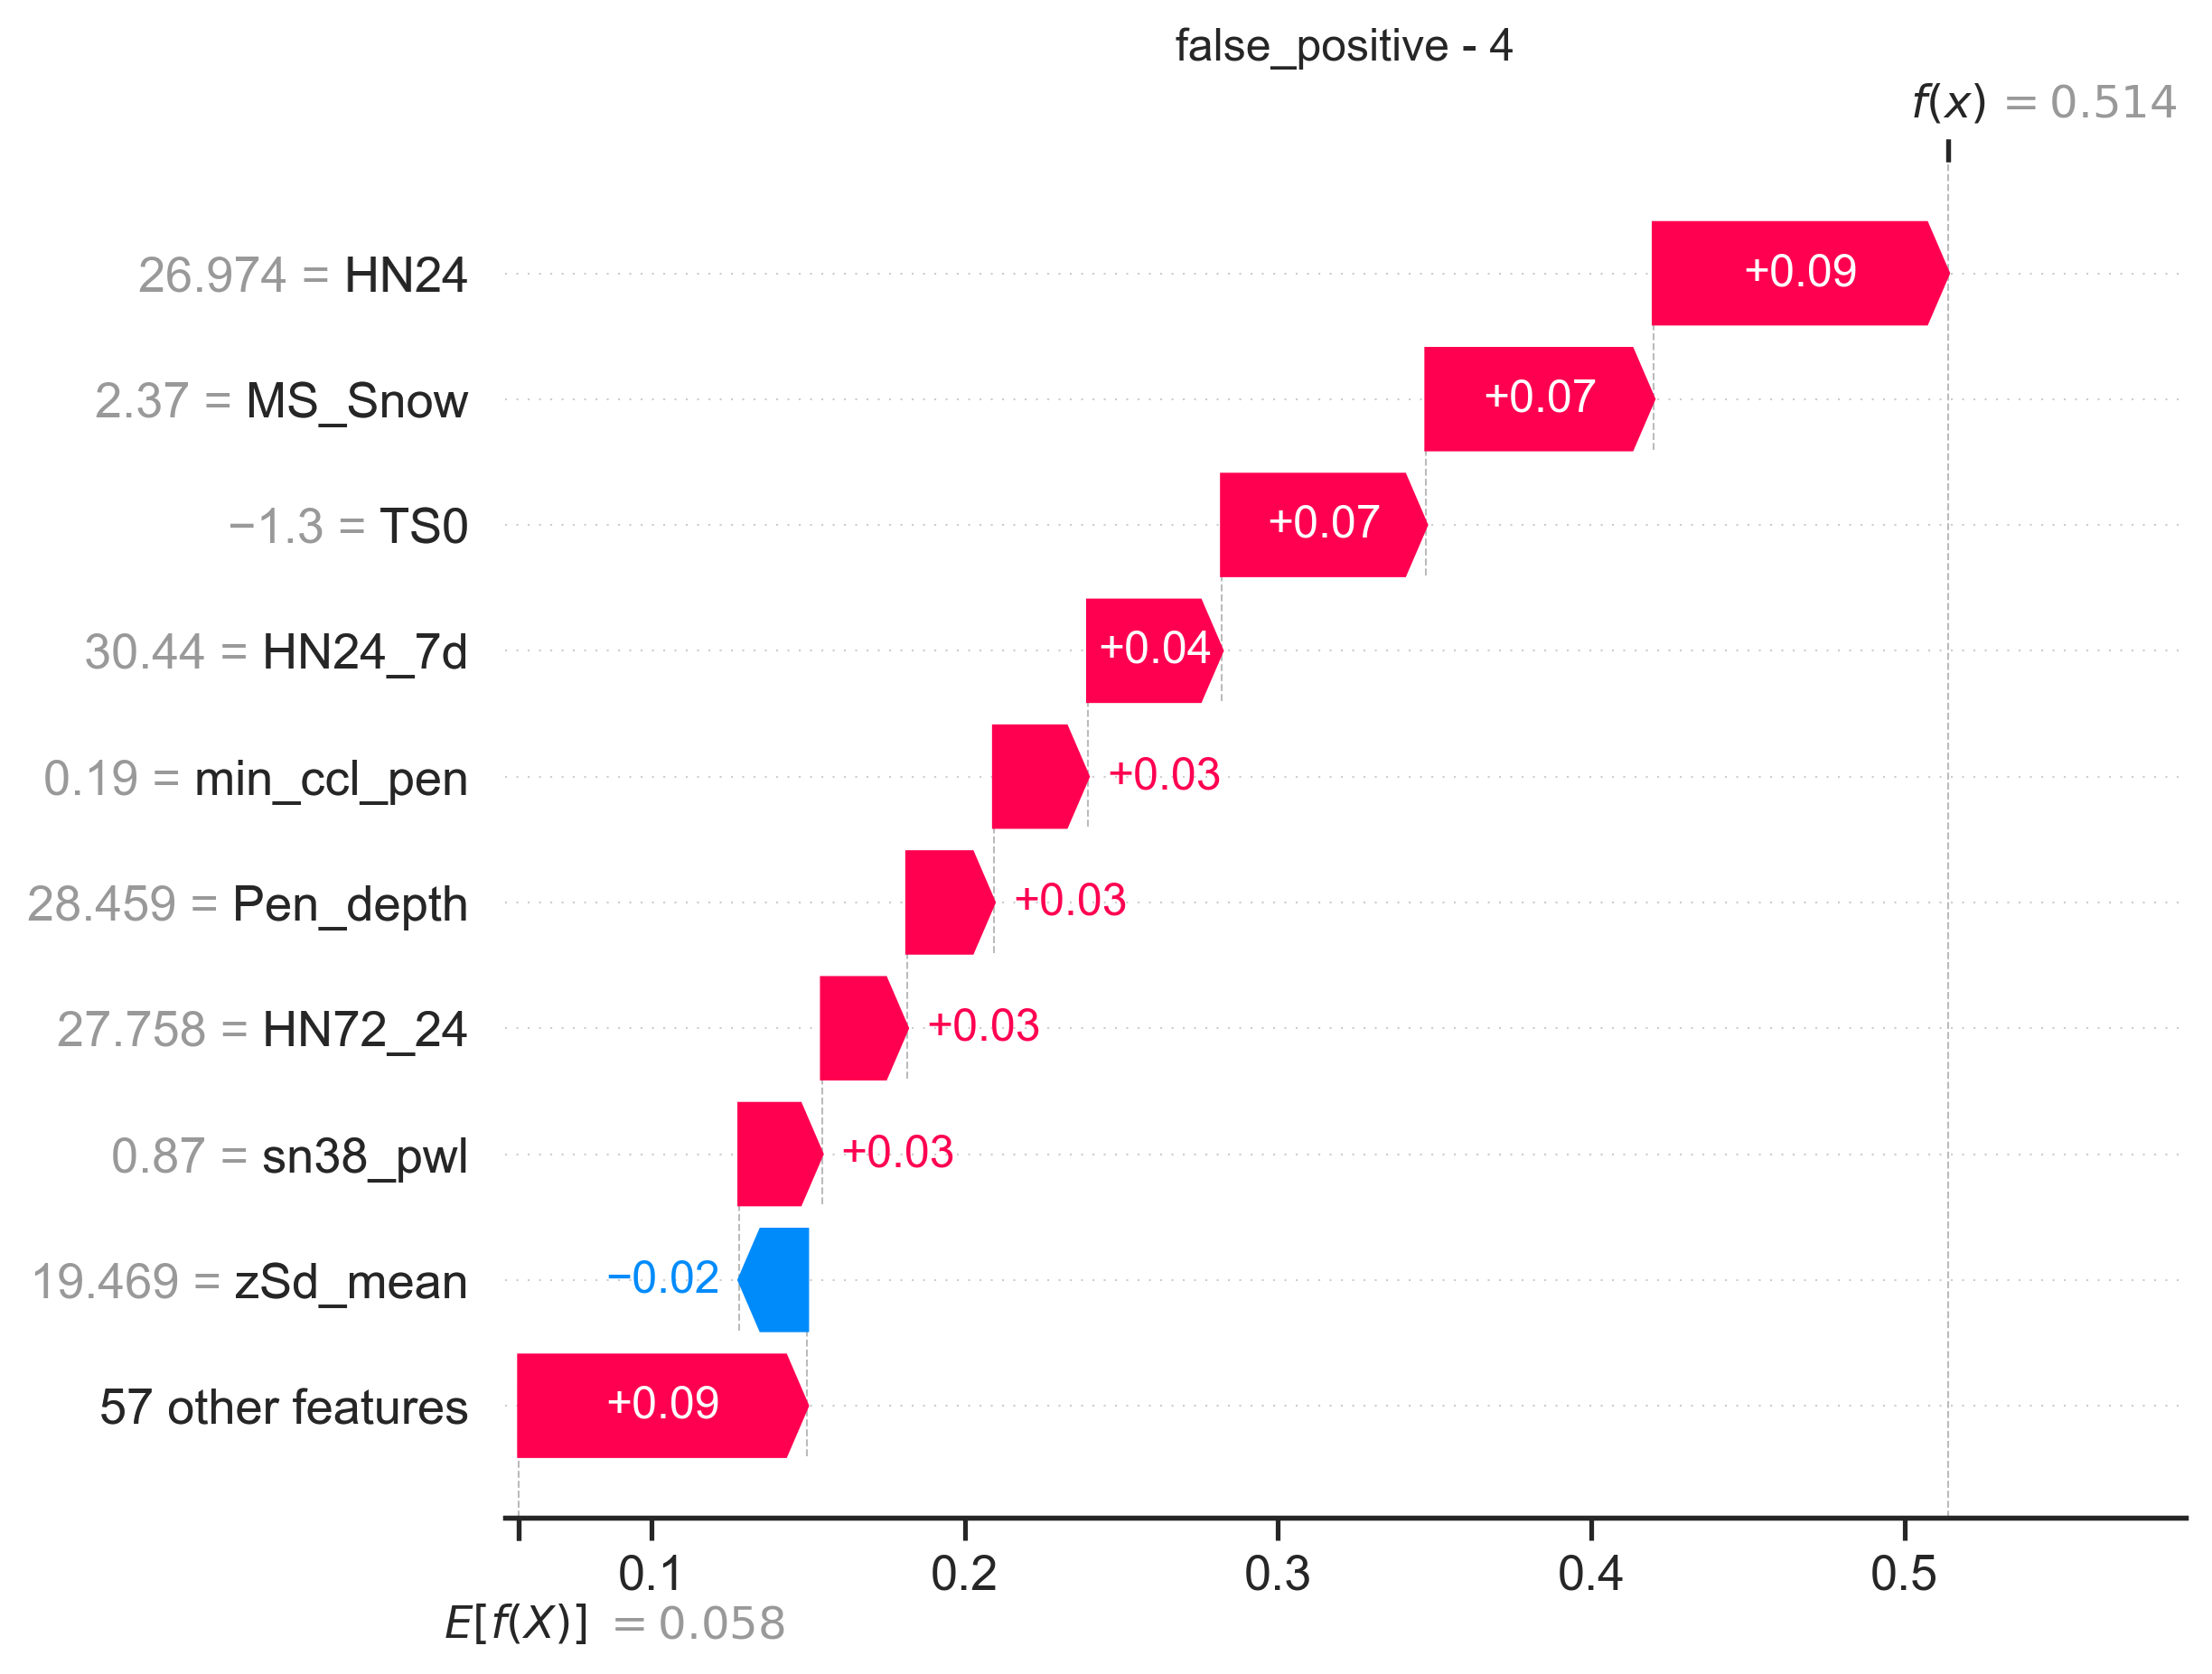 false_positive - 4
f(x) = 0.514
26.974 = HN24 +0.09
2.37 = MS_Snow +0.07
−1.3 = TS0 +0.07
30.44 = HN24_7d +0.04
0.19 = min_ccl_pen +0.03
28.459 = Pen_depth +0.03
27.758 = HN72_24 +0.03
0.87 = sn38_pwl +0.03
19.469 = zSd_mean −0.02
57 other features +0.09
0.1 0.2 0.3 0.4 0.5
E[f(X)] = 0.058